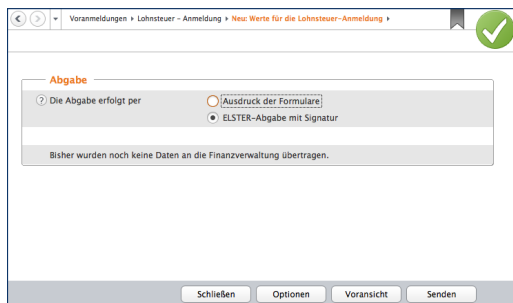 Voranmeldungen ▸ Lohnsteuer - Anmeldung ▸ Neu: Werte für die Lohnsteuer-Anmeldung ▸
Abgabe
? Die Abgabe erfolgt per
Ausdruck der Formulare
ELSTER-Abgabe mit Signatur
Bisher wurden noch keine Daten an die Finanzverwaltung übertragen.
Schließen Optionen Voransicht Senden